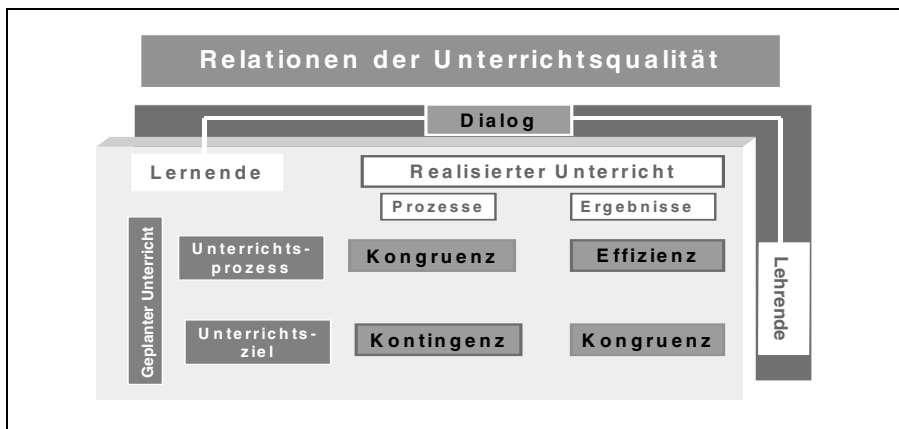 Relationen der Unterrichtsqualität
Dialog
Lernende
Realisierter Unterricht
Prozesse
Ergebnisse
Geplanter Unterricht
Unterrichts-
prozess
Kongruenz
Effizienz
Lehrende
Unterrichts-
ziel
Kontingenz
Kongruenz